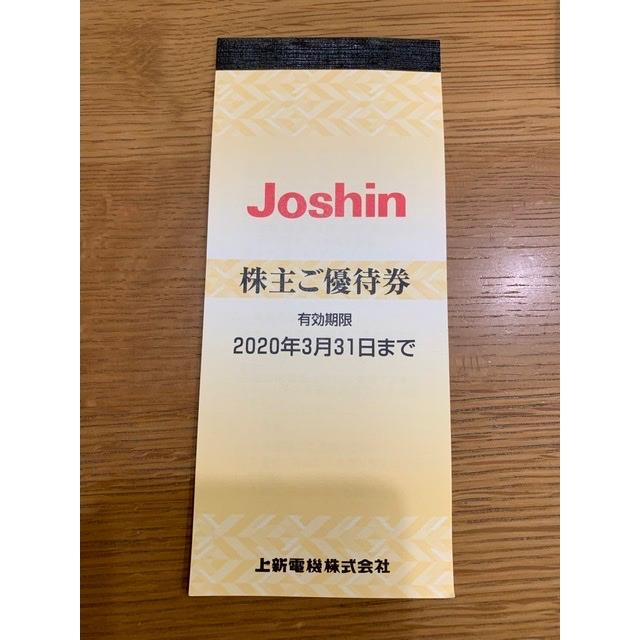 Joshin
株主ご優待券
有効期限
2020年3月31日まで
上新電機株式会社